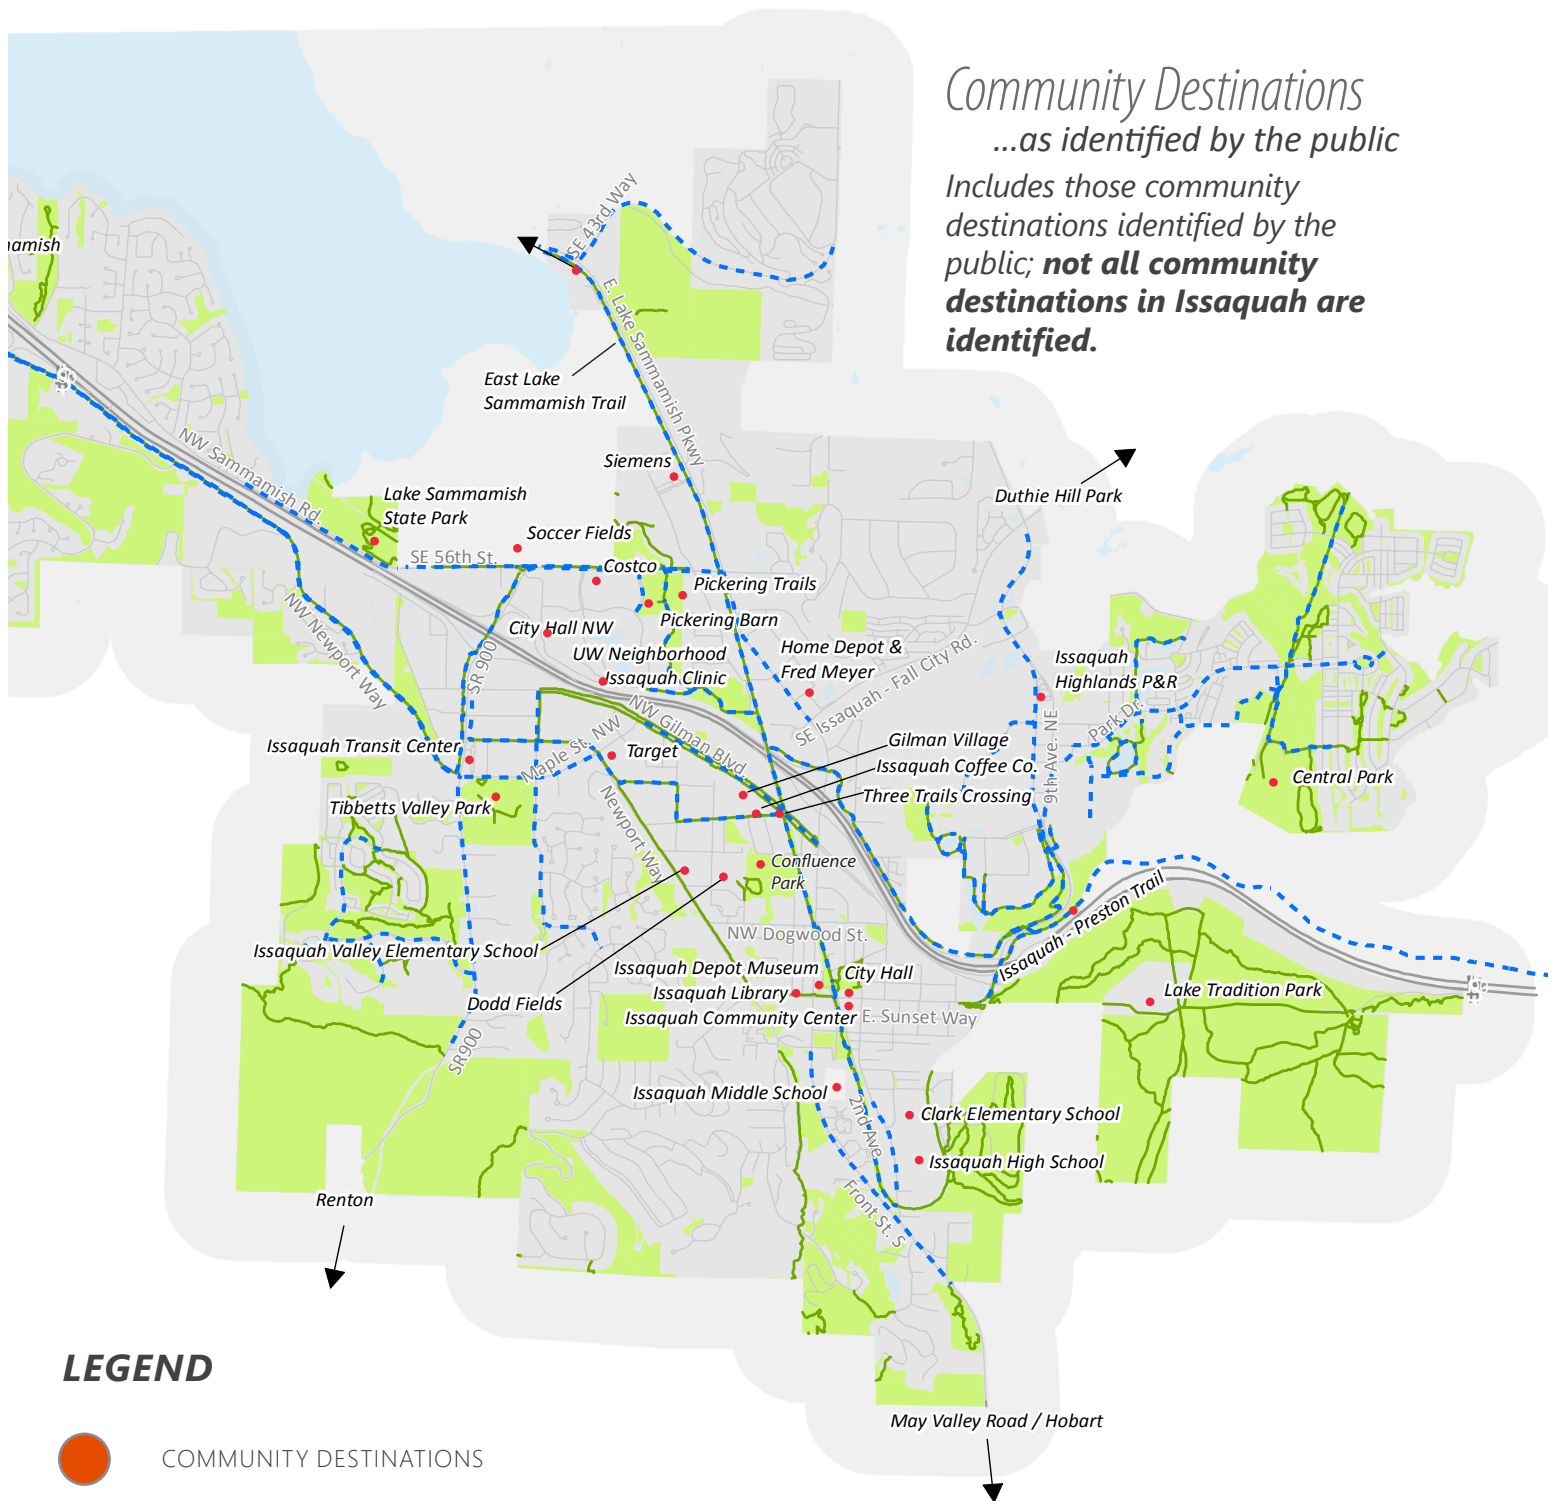 Community Destinations
...as identified by the public
Includes those community
destinations identified by the
public; not all community
destinations in Issaquah are
identified.
SE 43rd Way
E. Lake Sammamish Pkwy
East Lake
Sammamish Trail
Siemens
NW Sammamish Rd.
Lake Sammamish
State Park
Soccer Fields
SE 56th St.
Costco
Pickering Trails
Pickering Barn
Duthie Hill Park
NW Newport Way
City Hall NW
SR 900
UW Neighborhood
Issaquah Clinic
Home Depot &
Fred Meyer
SE Issaquah - Fall City Rd.
Issaquah
Highlands P&R
Park Dr.
9th Ave. NE
NW Gilman Blvd.
Issaquah Transit Center
Maple St. NW
Target
Gilman Village
Issaquah Coffee Co.
Three Trails Crossing
Central Park
Tibbetts Valley Park
Newport Way
Confluence
Park
Issaquah - Preston Trail
NW Dogwood St.
Issaquah Valley Elementary School
Dodd Fields
Issaquah Depot Museum
City Hall
Issaquah Library
Issaquah Community Center
E. Sunset Way
Lake Tradition Park
SR900
Issaquah Middle School
2nd Ave
Clark Elementary School
Issaquah High School
Front St. S
Renton
May Valley Road / Hobart
LEGEND
COMMUNITY DESTINATIONS